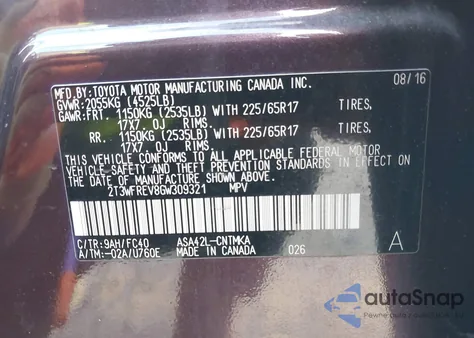 MFD.BY:TOYOTA MOTOR MANUFACTURING CANADA INC. 08/16
GVWR:2055KG (4525LB)
GAWR:FRT. 1150KG (2535LB) WITH 225/65R17 TIRES.
17X7. 0J RIMS.
RR. 1150KG (2535LB) WITH 225/65R17 TIRES.
17X7. 0J RIMS.
THIS VEHICLE CONFORMS TO ALL APPLICABLE FEDERAL MOTOR
VEHICLE SAFETY AND THEFT PREVENTION STANDARDS IN EFFECT ON
THE DATE OF MANUFACTURE SHOWN ABOVE.
2T3WFREV8GW309321 MPV
C/TR:9AH/FC40 ASA42L-CNTMKA A
A/TM:-02A/U760E MADE IN CANADA 026
autoSnap